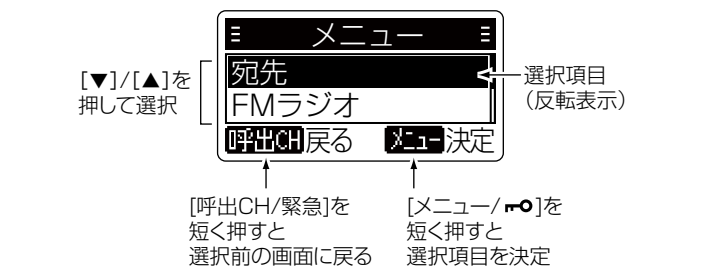 メニュー
宛先
FMラジオ
呼出CH戻る メニュー決定
[▼]/[▲]を
押して選択
選択項目
（反転表示）
[呼出CH/緊急]を
短く押すと
選択前の画面に戻る
[メニュー/]を
短く押すと
選択項目を決定